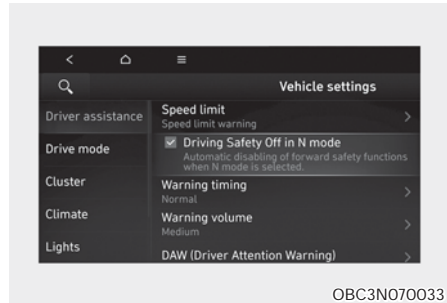 Vehicle settings
Driver assistance
Drive mode
Cluster
Climate
Lights
Speed limit
Speed limit warning
Driving Safety Off in N mode
Automatic disabling of forward safety functions
when N mode is selected.
Warning timing
Normal
Warning volume
Medium
DAW (Driver Attention Warning)
OBC3N070033